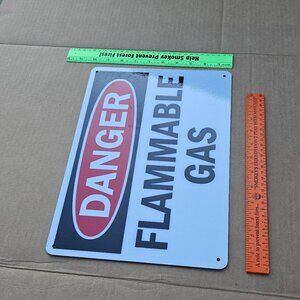 Help Smokey Prevent Forest Fires!
DANGER
FLAMMABLE
GAS